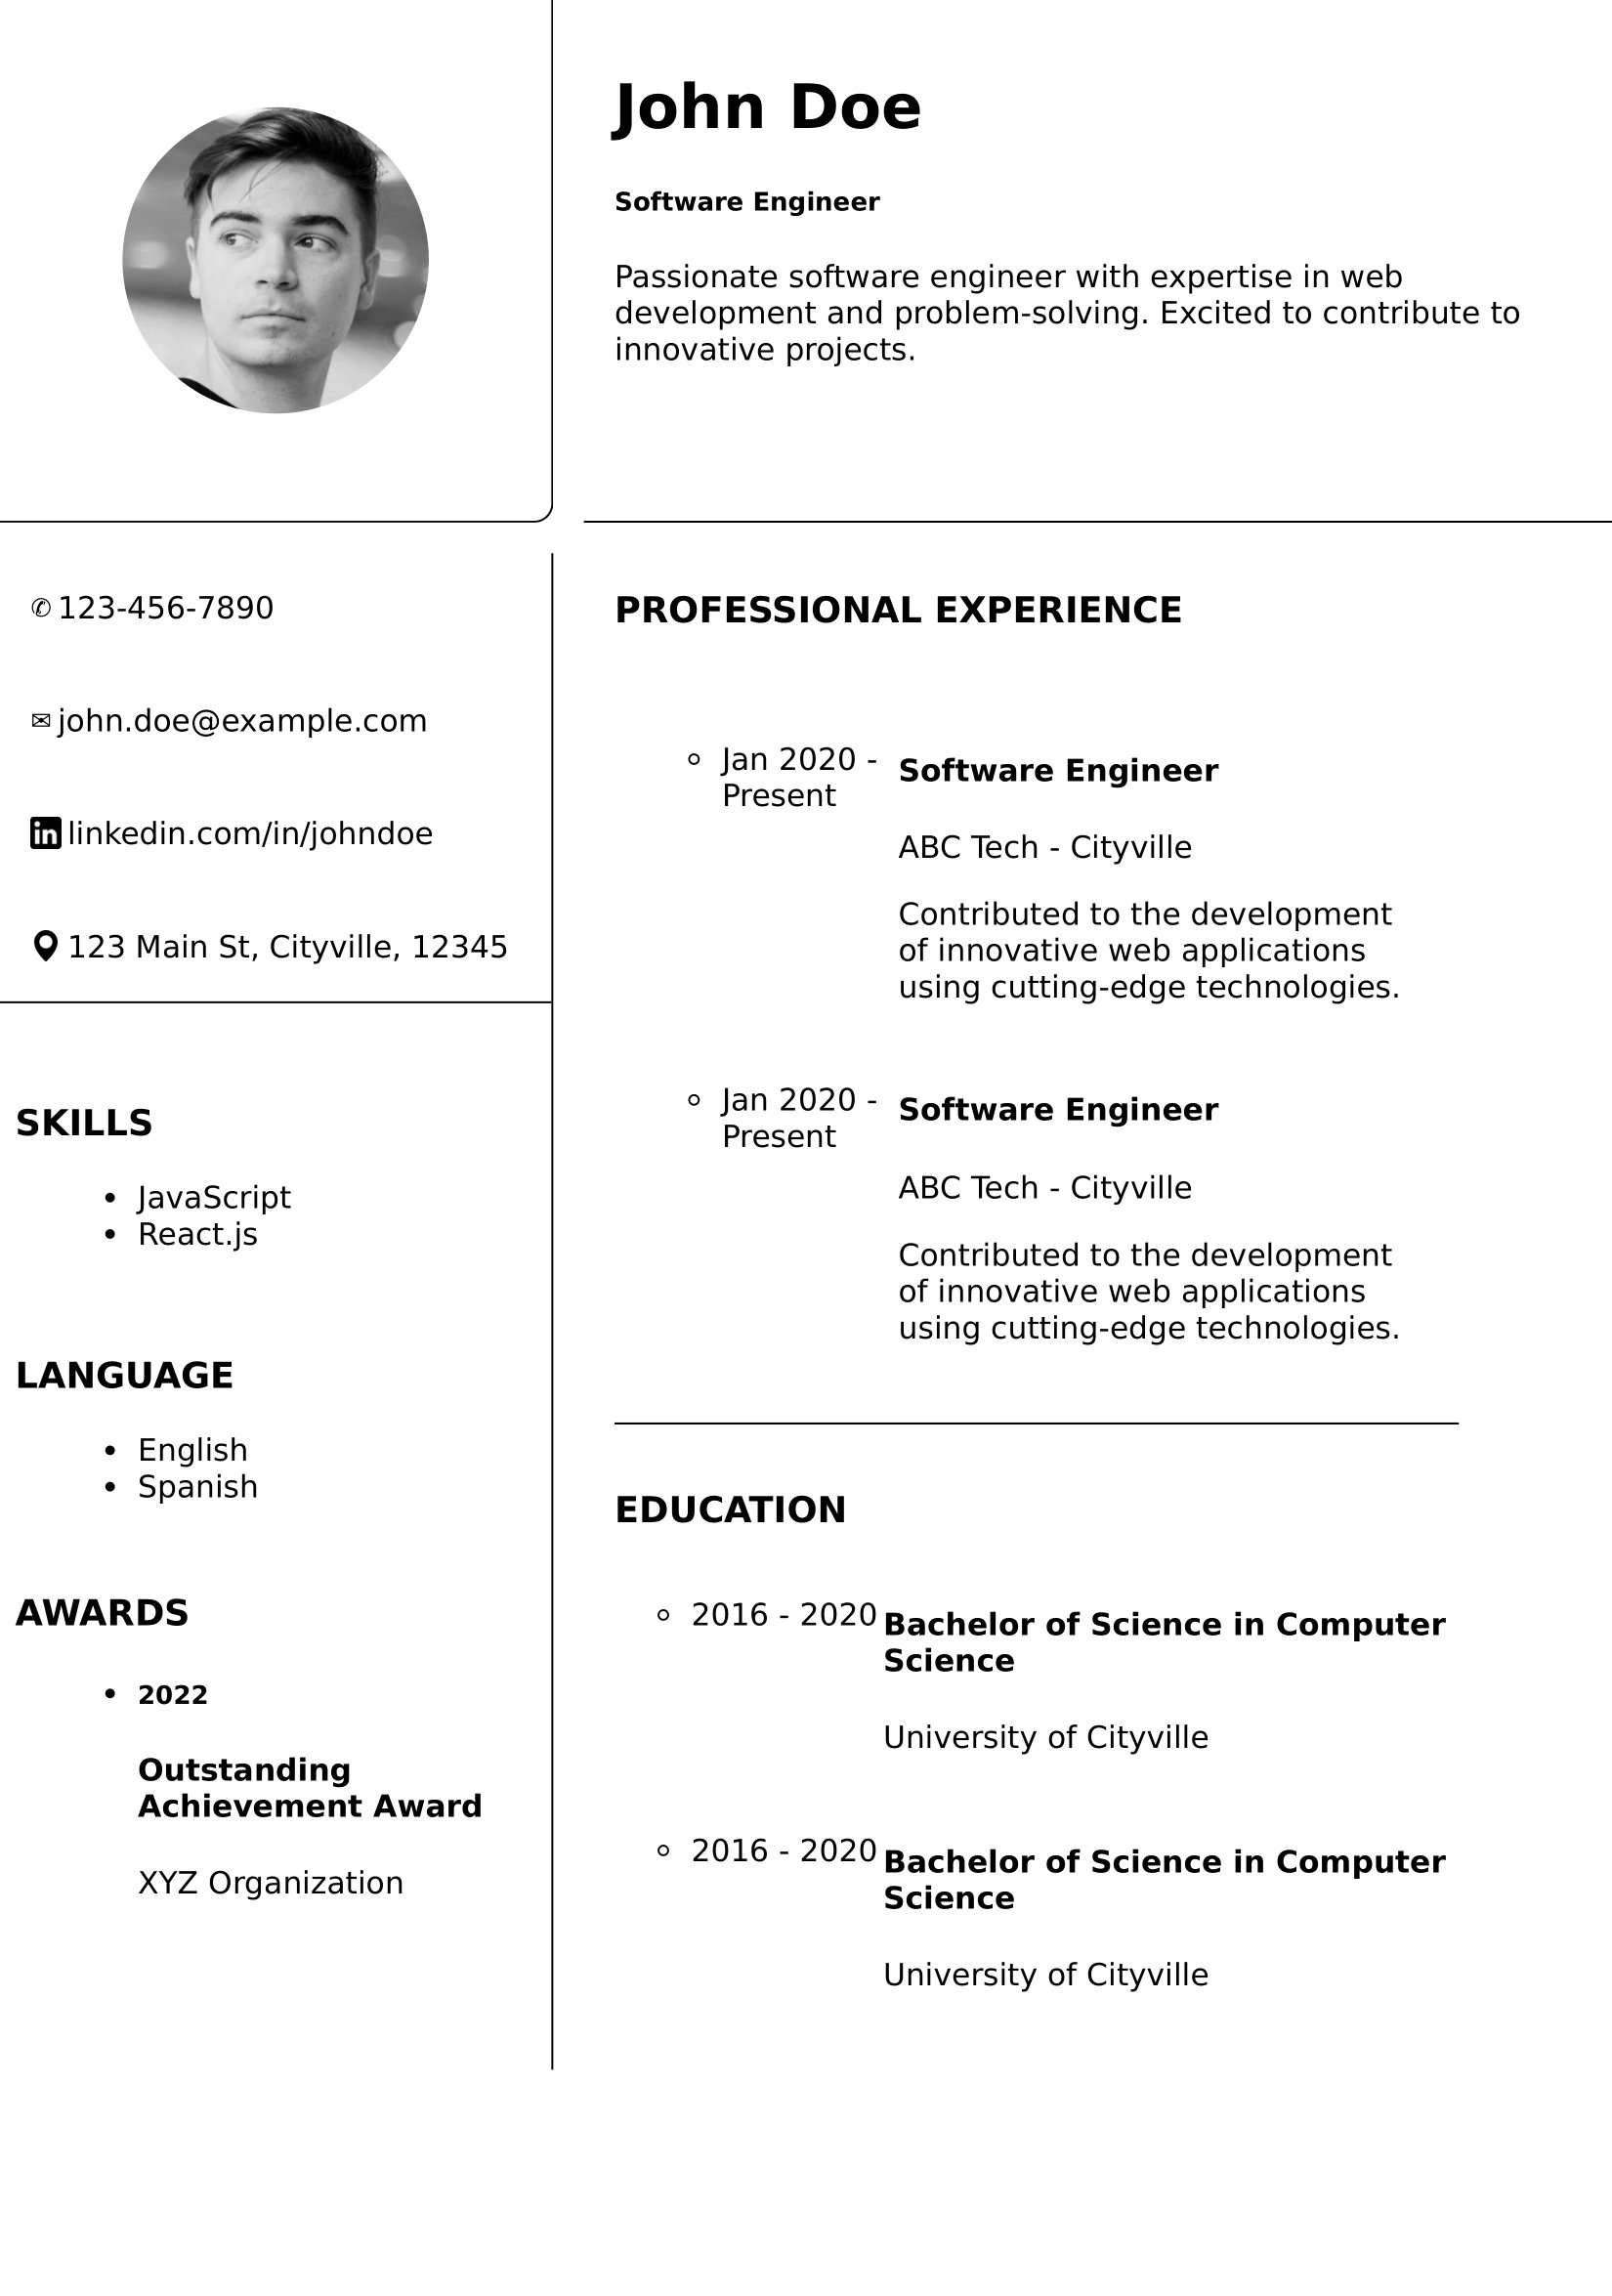 John Doe
Software Engineer
Passionate software engineer with expertise in web
development and problem-solving. Excited to contribute to
innovative projects.
✆ 123-456-7890
✉ john.doe@example.com
in linkedin.com/in/johndoe
123 Main St, Cityville, 12345
SKILLS
• JavaScript
• React.js
LANGUAGE
• English
• Spanish
AWARDS
• 2022
Outstanding
Achievement Award
XYZ Organization
PROFESSIONAL EXPERIENCE
◦ Jan 2020 -
Present
Software Engineer
ABC Tech - Cityville
Contributed to the development
of innovative web applications
using cutting-edge technologies.
◦ Jan 2020 -
Present
Software Engineer
ABC Tech - Cityville
Contributed to the development
of innovative web applications
using cutting-edge technologies.
EDUCATION
◦ 2016 - 2020
Bachelor of Science in Computer
Science
University of Cityville
◦ 2016 - 2020
Bachelor of Science in Computer
Science
University of Cityville